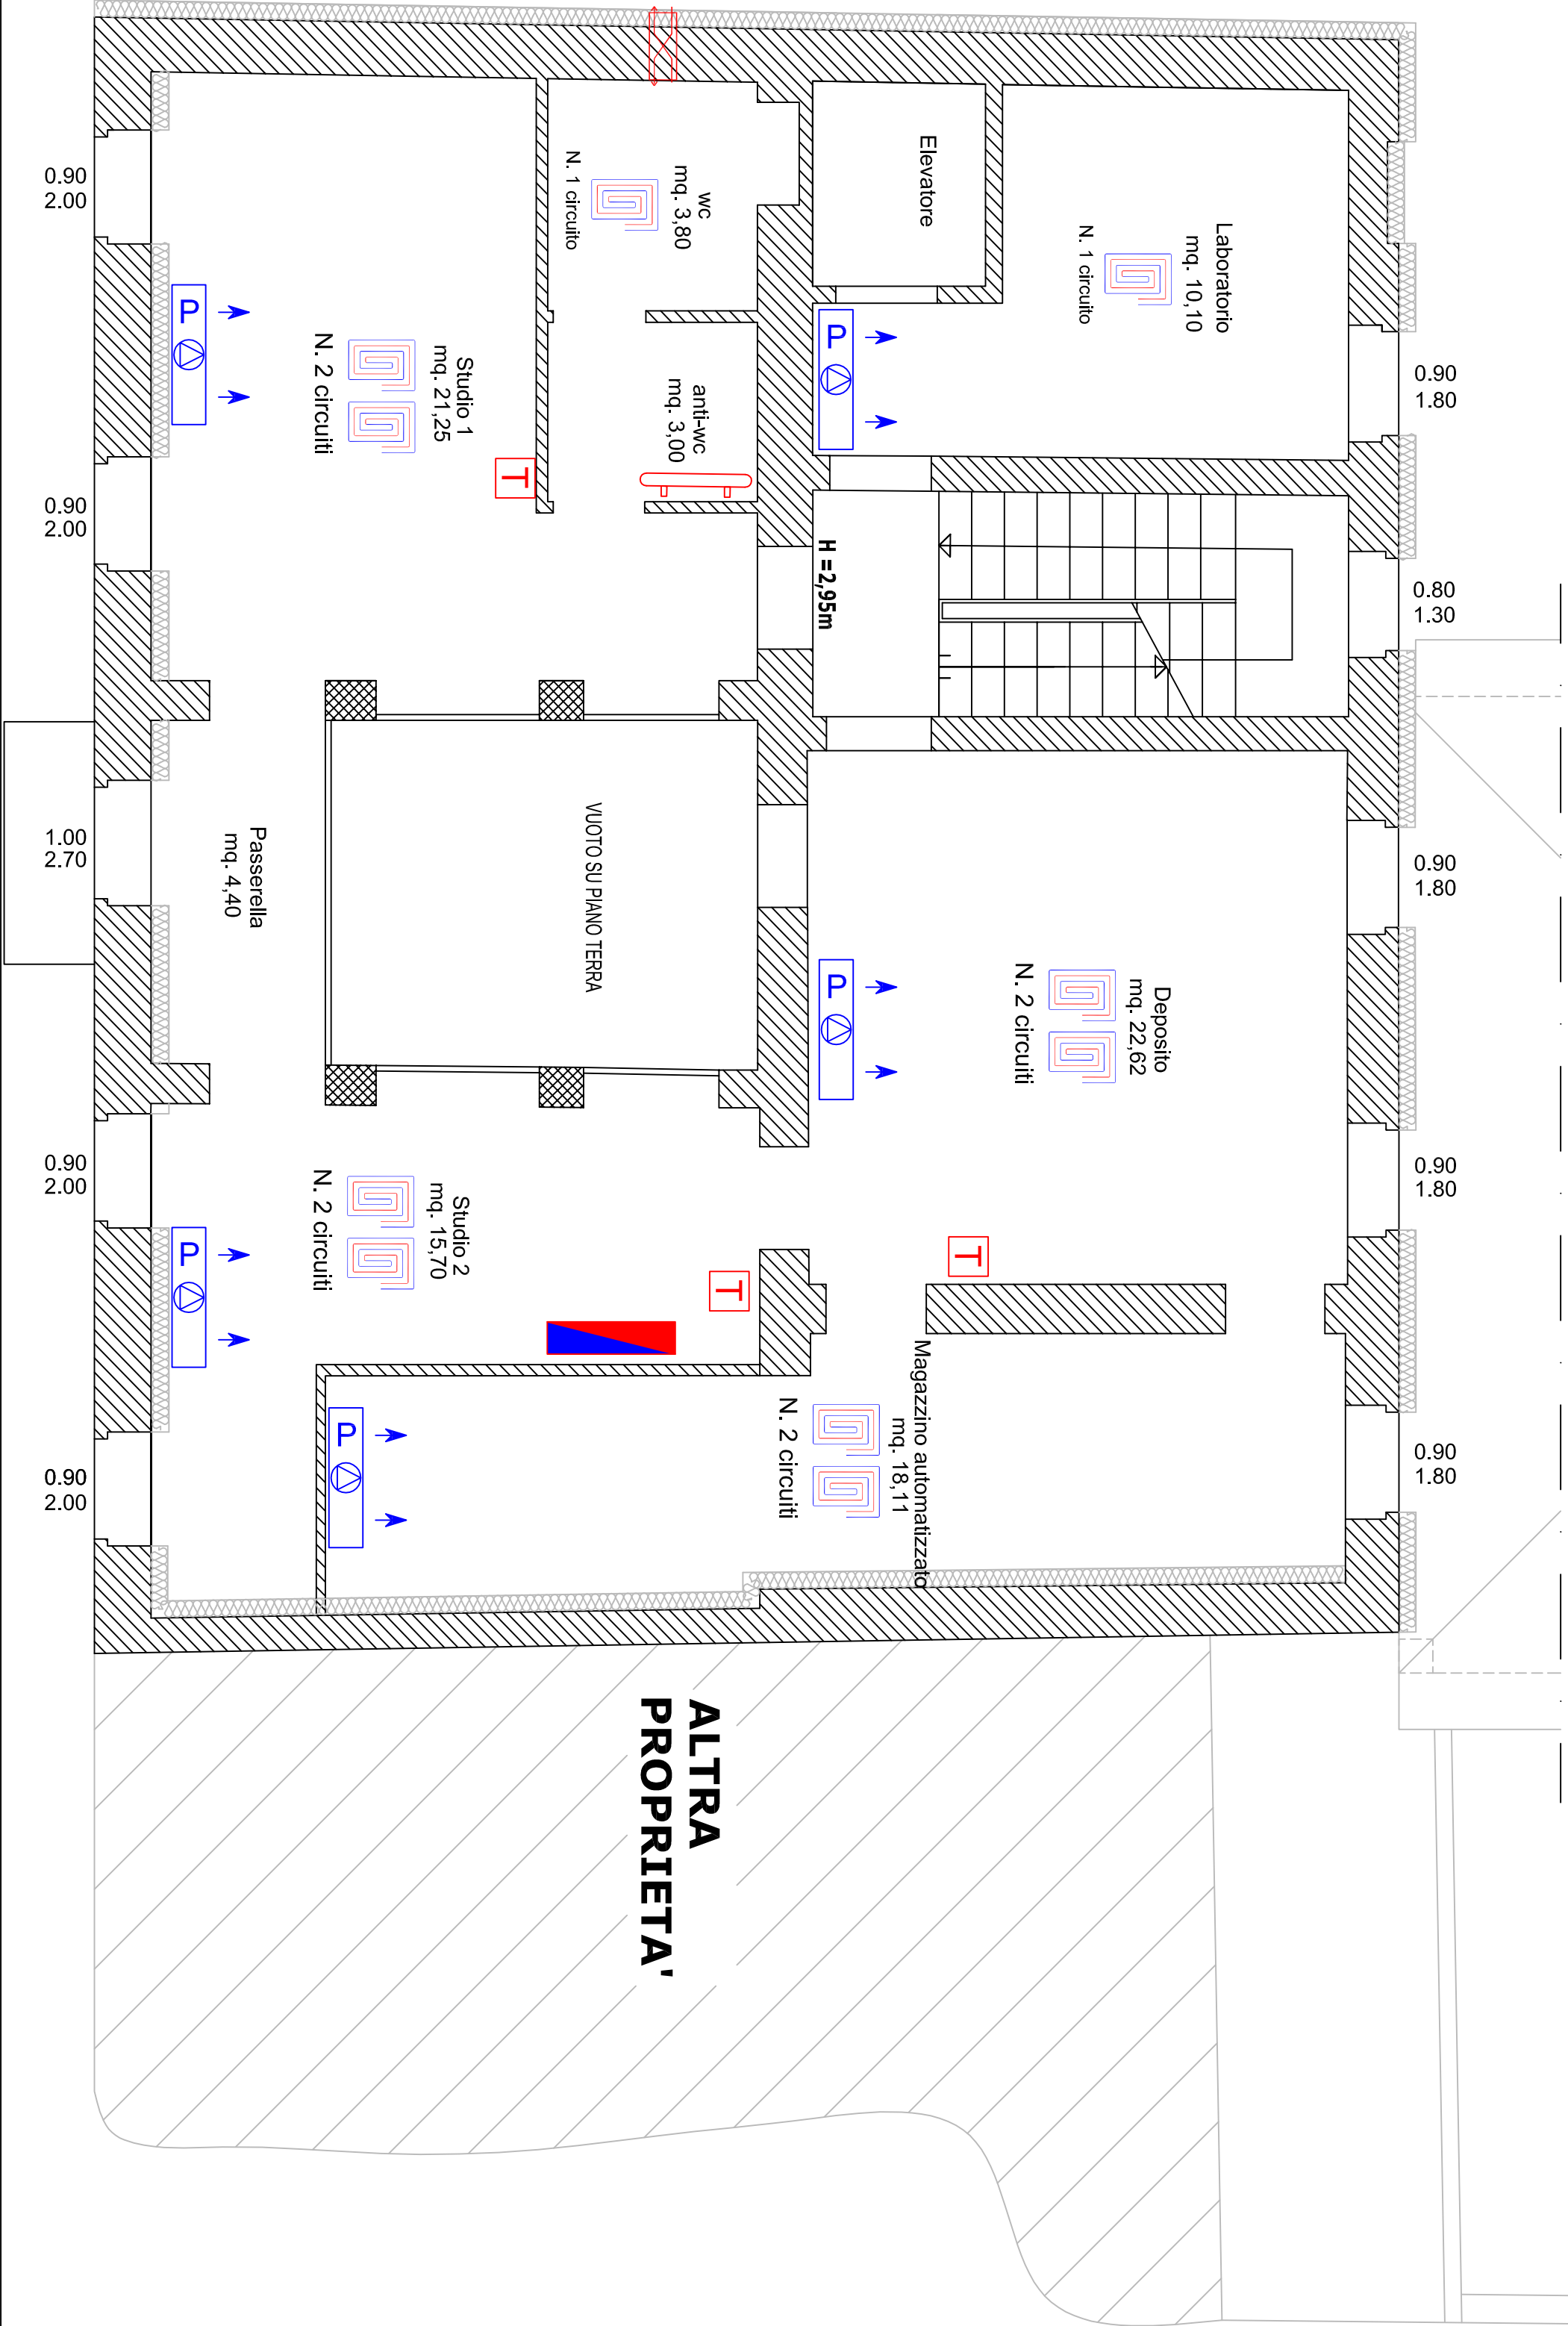 0.90
2.00
0.90
2.00
1.00
2.70
0.90
2.00
0.90
2.00
0.90
1.80
0.80
1.30
0.90
1.80
0.90
1.80
0.90
1.80
Laboratorio
mq. 10,10
N. 1 circuito
Elevatore
wc
mq. 3,80
N. 1 circuito
anti-wc
mq. 3,00
Studio 1
mq. 21,25
N. 2 circuiti
P
P
T
H =2,95m
Passerella
mq. 4,40
VUOTO SU PIANO TERRA
Deposito
mq. 22,62
N. 2 circuiti
P
T
Studio 2
mq. 15,70
N. 2 circuiti
P
T
Magazzino automatizzato
mq. 18,11
N. 2 circuiti
P
ALTRA
PROPRIETA'